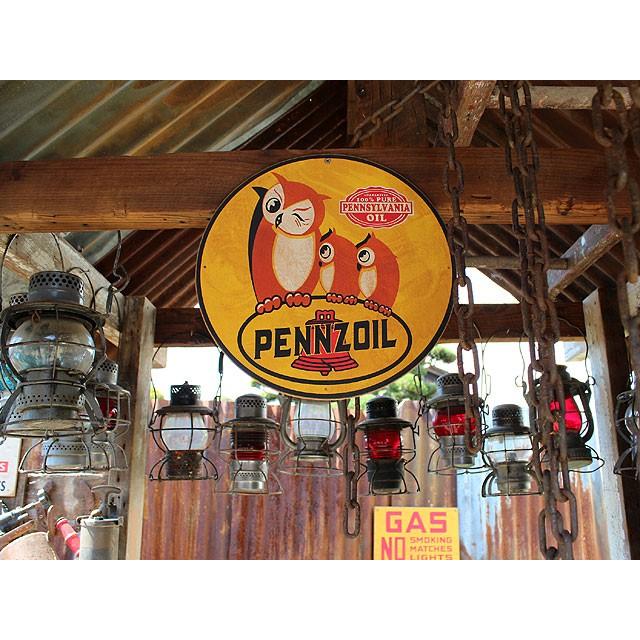 GUARANTEED
100% PURE
PENNSYLVANIA
OIL
PENNZOIL
GAS
NO SMOKING
MATCHES
LIGHTS